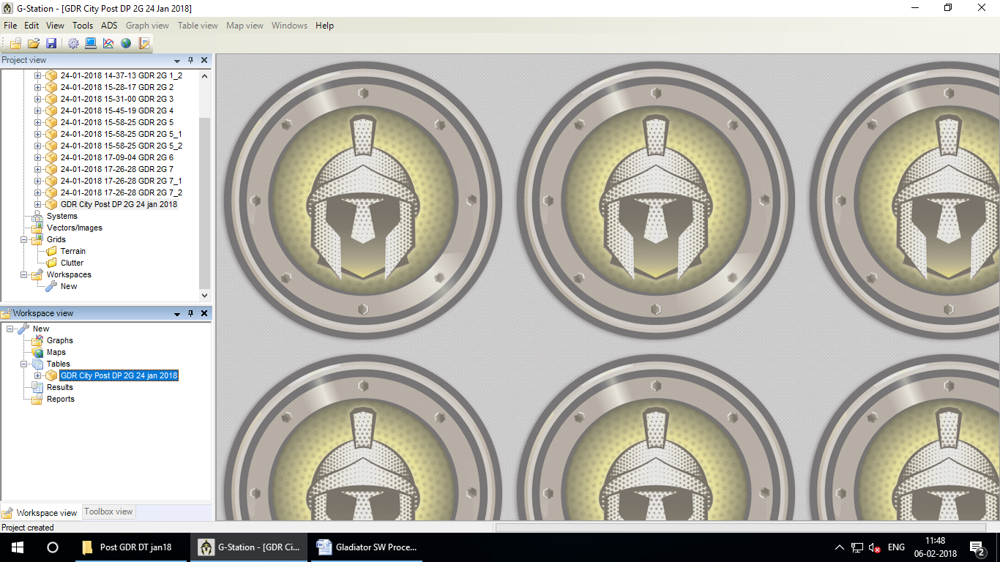 G-Station - [GDR City Post DP 2G 24 Jan 2018]
File Edit View Tools ADS Graph view Table view Map view Windows Help
Project view
24-01-2018 14-37-13 GDR 2G 1_2
24-01-2018 15-28-17 GDR 2G 2
24-01-2018 15-31-00 GDR 2G 3
24-01-2018 15-45-19 GDR 2G 4
24-01-2018 15-58-25 GDR 2G 5
24-01-2018 15-58-25 GDR 2G 5_1
24-01-2018 15-58-25 GDR 2G 5_2
24-01-2018 17-09-04 GDR 2G 6
24-01-2018 17-26-28 GDR 2G 7
24-01-2018 17-26-28 GDR 2G 7_1
24-01-2018 17-26-28 GDR 2G 7_2
GDR City Post DP 2G 24 jan 2018
Systems
Vectors/Images
Grids
Terrain
Clutter
Workspaces
New
Workspace view
New
Graphs
Maps
Tables
GDR City Post DP 2G 24 jan 2018
Results
Reports
Workspace view Toolbox view
Project created
Post GDR DT jan18 G-Station - [GDR Ci... Gladiator SW Proce... ENG 11:48
06-02-2018 2